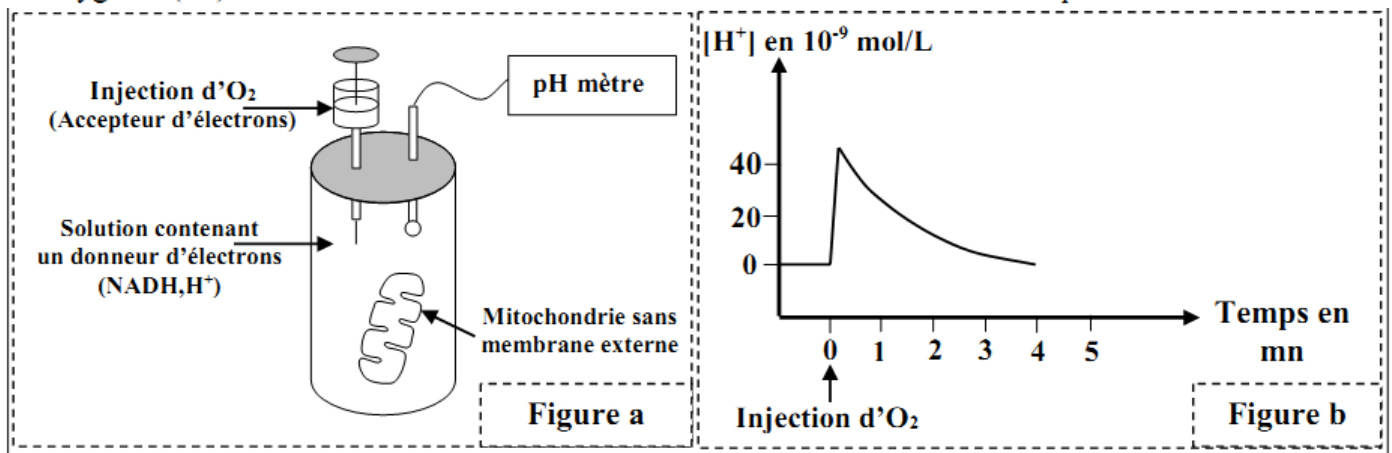 [H⁺] en 10⁻⁹ mol/L
Injection d'O₂
(Accepteur d'électrons)
pH mètre
Solution contenant
un donneur d'électrons
(NADH,H⁺)
Mitochondrie sans
membrane externe
Figure a
40
20
0
0
1
2
3
4
5
Temps en
mn
Injection d'O₂
Figure b